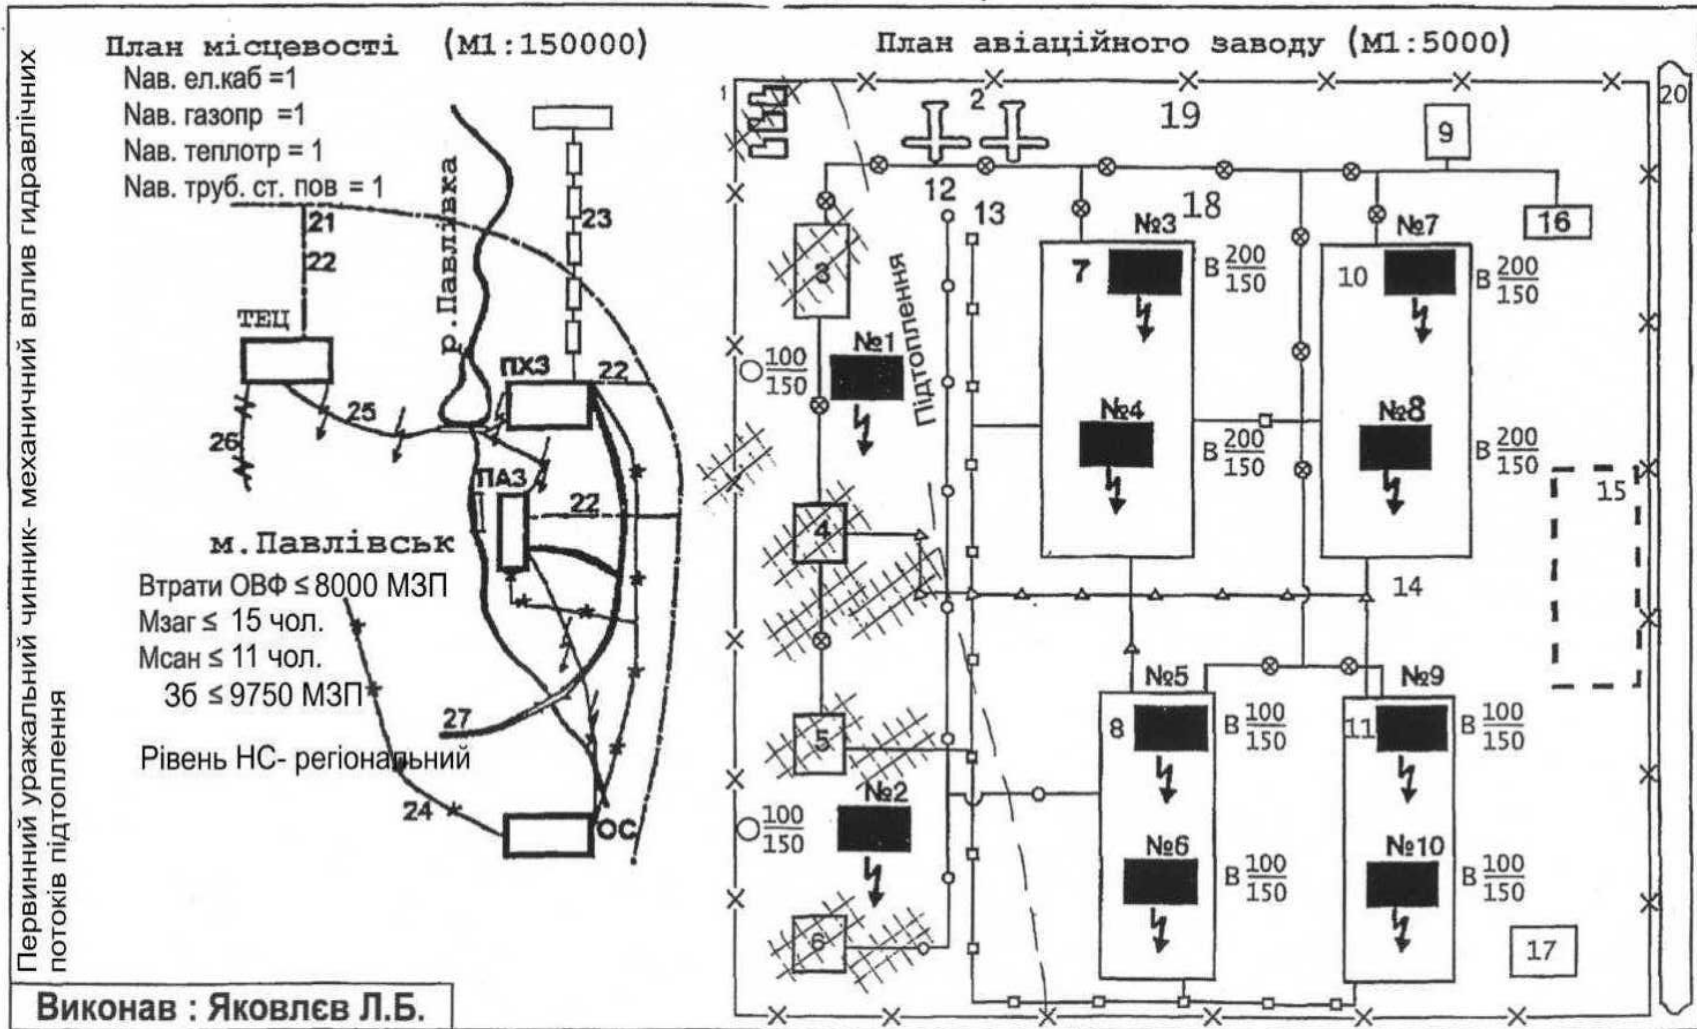 Первинний уражальний чинник- механичний вплив гидравлічних
потоків підтоплення
План місцевості (М1:150000)
Nав. ел.каб =1
Nав. газопр =1
Nав. теплотр = 1
Nав. труб. ст. пов = 1
р.Павлівка
23
21
22
ТЕЦ
ПХЗ
22
25
26
ПАЗ
22
м.Павлівськ
Втрати ОВФ ≤ 8000 МЗП
Мзаг ≤ 15 чол.
Мсан ≤ 11 чол.
Зб ≤ 9750 МЗП
27
Рівень НС- регіональний
24
ОС
Виконав : Яковлєв Л.Б.
План авіаційного заводу (М1:5000)
1
2
19
9
20
12
13
18
16
3
№3
7
В 200
150
№7
10
В 200
150
Підтоплення
№1
100
150
№4
В 200
150
№8
В 200
150
15
4
14
№5
8
В 100
150
№9
11
В 100
150
5
№2
100
150
№6
В 100
150
№10
В 100
150
6
17